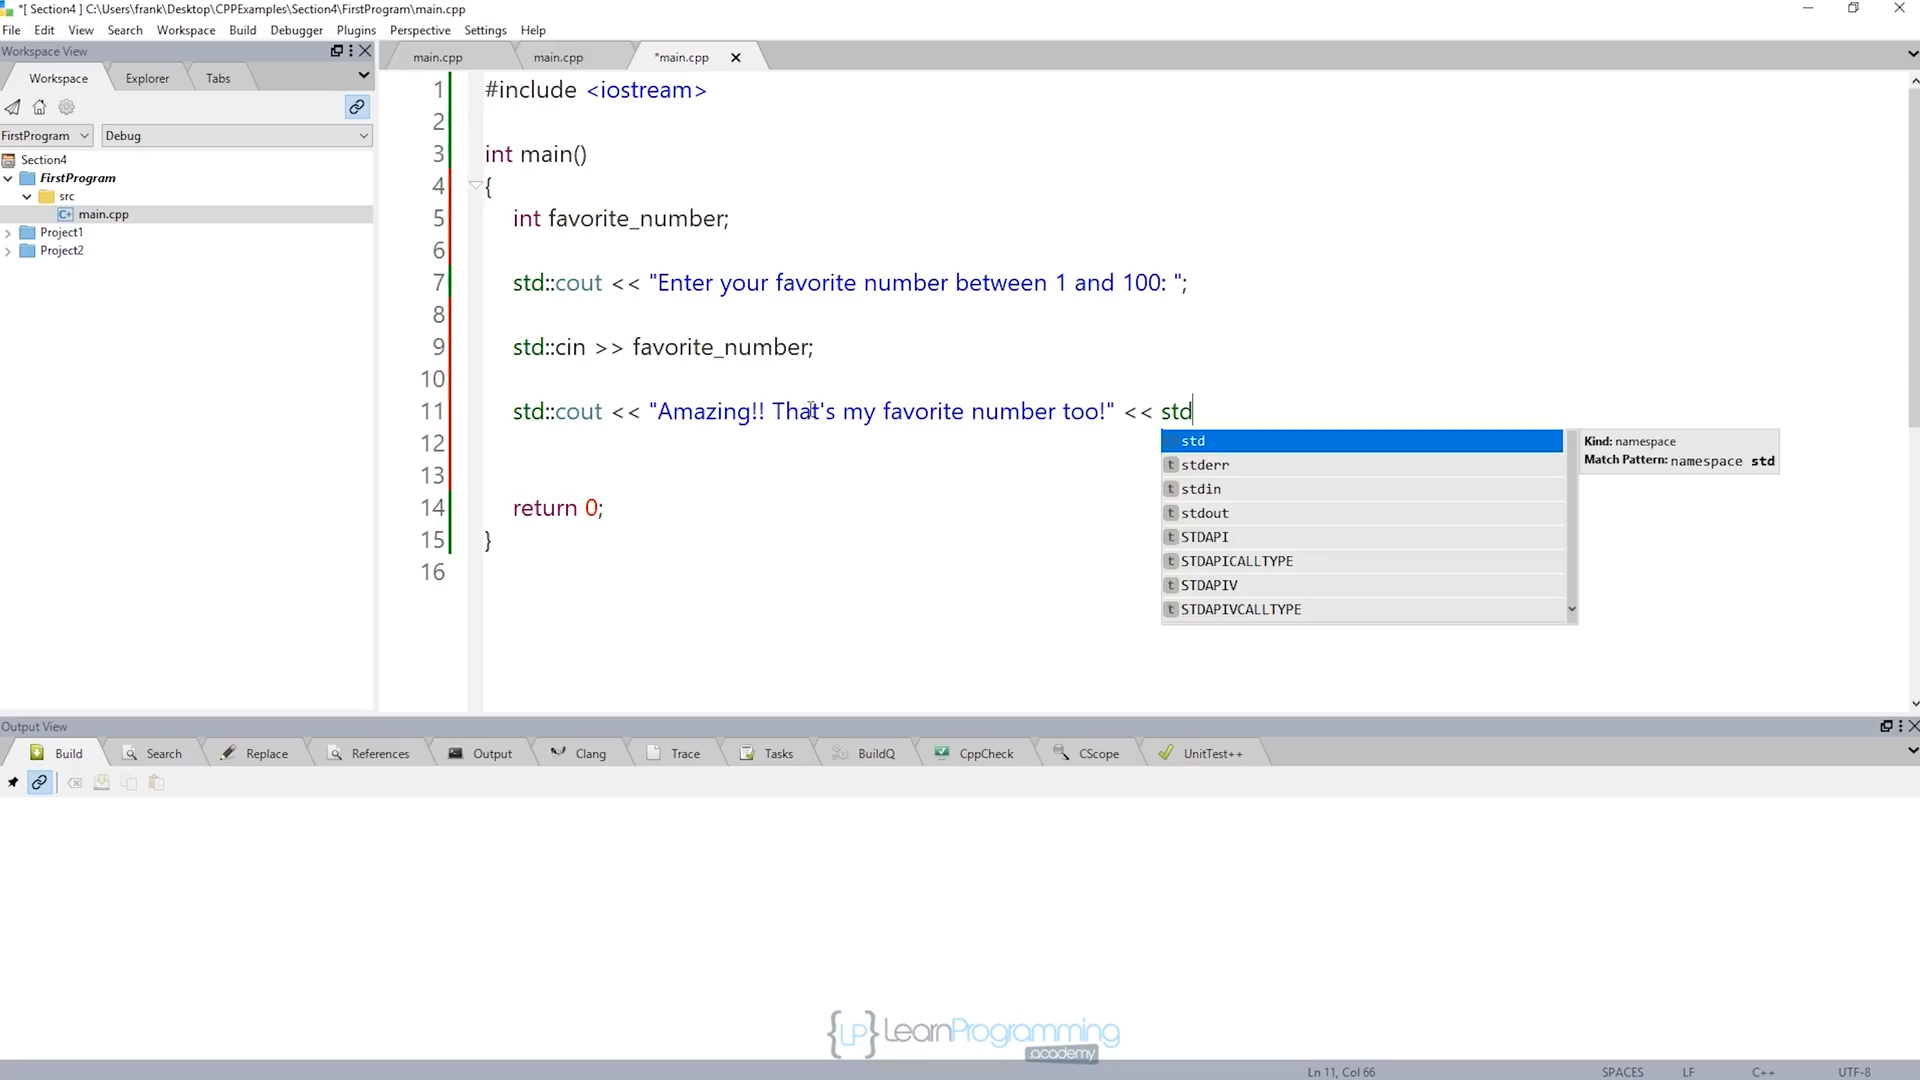 *[ Section4 ] C:\Users\frank\Desktop\CPPExamples\Section4\FirstProgram\main.cpp
File Edit View Search Workspace Build Debugger Plugins Perspective Settings Help
Workspace View
Workspace Explorer Tabs
FirstProgram Debug
Section4
FirstProgram
src
main.cpp
Project1
Project2
main.cpp main.cpp *main.cpp
1 #include <iostream>
2
3 int main()
4 {
5 int favorite_number;
6
7 std::cout << "Enter your favorite number between 1 and 100: ";
8
9 std::cin >> favorite_number;
10
11 std::cout << "Amazing!! That's my favorite number too!" << std
12
13
14 return 0;
15 }
16
std
t stderr
t stdin
t stdout
t STDAPI
t STDAPICALLTYPE
t STDAPIV
t STDAPIVCALLTYPE
Kind: namespace
Match Pattern: namespace std
Output View
Build Search Replace References Output Clang Trace Tasks BuildQ CppCheck CScope UnitTest++
{LP} LearnProgramming
academy
Ln 11, Col 66 SPACES LF C++ UTF-8